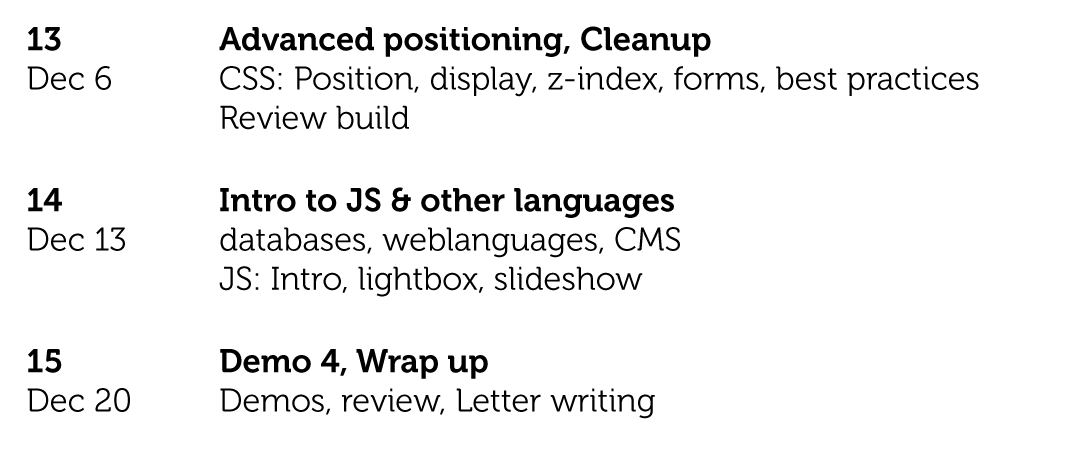 13 Advanced positioning, Cleanup
Dec 6 CSS: Position, display, z-index, forms, best practices
Review build
14 Intro to JS & other languages
Dec 13 databases, weblanguages, CMS
JS: Intro, lightbox, slideshow
15 Demo 4, Wrap up
Dec 20 Demos, review, Letter writing